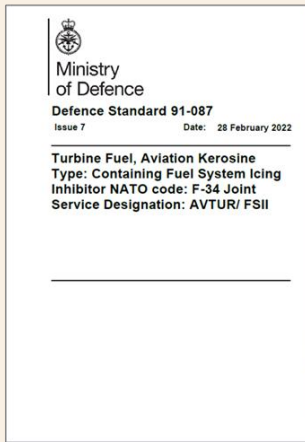 Ministry
of Defence
Defence Standard 91-087
Issue 7 Date: 28 February 2022
Turbine Fuel, Aviation Kerosine
Type: Containing Fuel System Icing
Inhibitor NATO code: F-34 Joint
Service Designation: AVTUR/ FSII